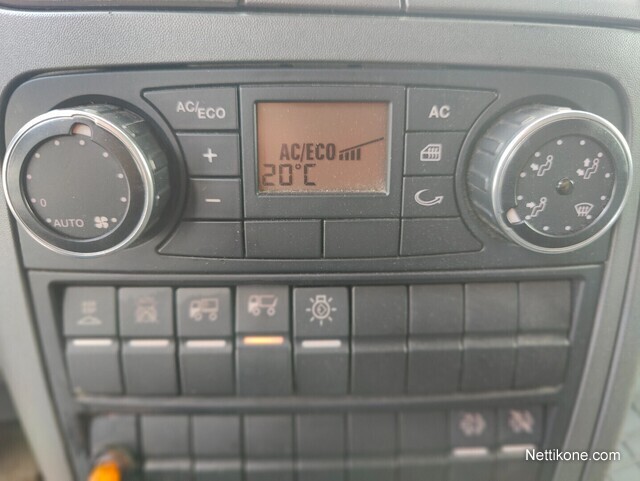 AC/ECO
AC
AC/ECO
20°C
+
−
0
AUTO
Nettikone.com